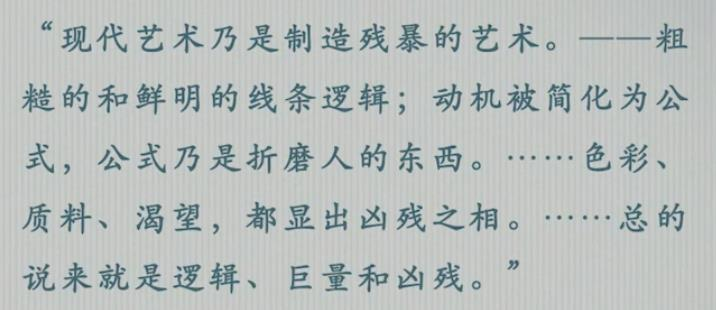 “现代艺术乃是制造残暴的艺术。——粗
糙的和鲜明的线条逻辑；动机被简化为公
式，公式乃是折磨人的东西。……色彩、
质料、渴望，都显出凶残之相。……总的
说来就是逻辑、巨量和凶残。”